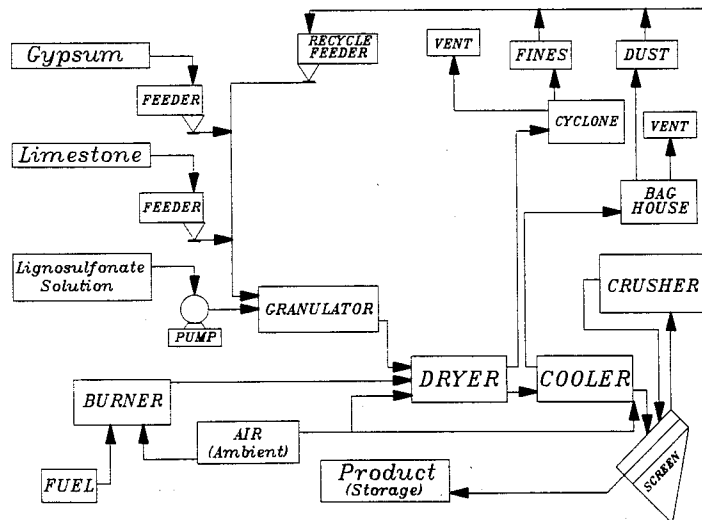 Gypsum
FEEDER
RECYCLE
FEEDER
VENT
FINES
DUST
CYCLONE
VENT
Limestone
FEEDER
BAG
HOUSE
Lignosulfonate
Solution
PUMP
GRANULATOR
CRUSHER
DRYER
COOLER
BURNER
AIR
(Ambient)
FUEL
Product
(Storage)
SCREEN